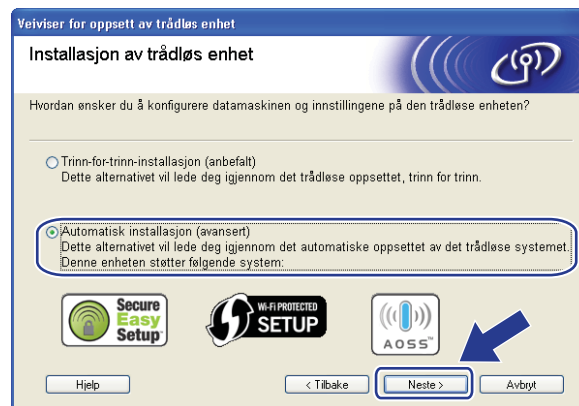 Veiviser for oppsett av trådløs enhet
Installasjon av trådløs enhet
Hvordan ønsker du å konfigurere datamaskinen og innstillingene på den trådløse enheten?
Trinn-for-trinn-installasjon (anbefalt)
Dette alternativet vil lede deg igjennom det trådløse oppsettet, trinn for trinn.
Automatisk installasjon (avansert)
Dette alternativet vil lede deg igjennom det automatiske oppsettet av det trådløse systemet.
Denne enheten støtter følgende system:
Secure
Easy
Setup
Wi-Fi PROTECTED
SETUP
AOSS™
Hjelp
< Tilbake
Neste >
Avbryt